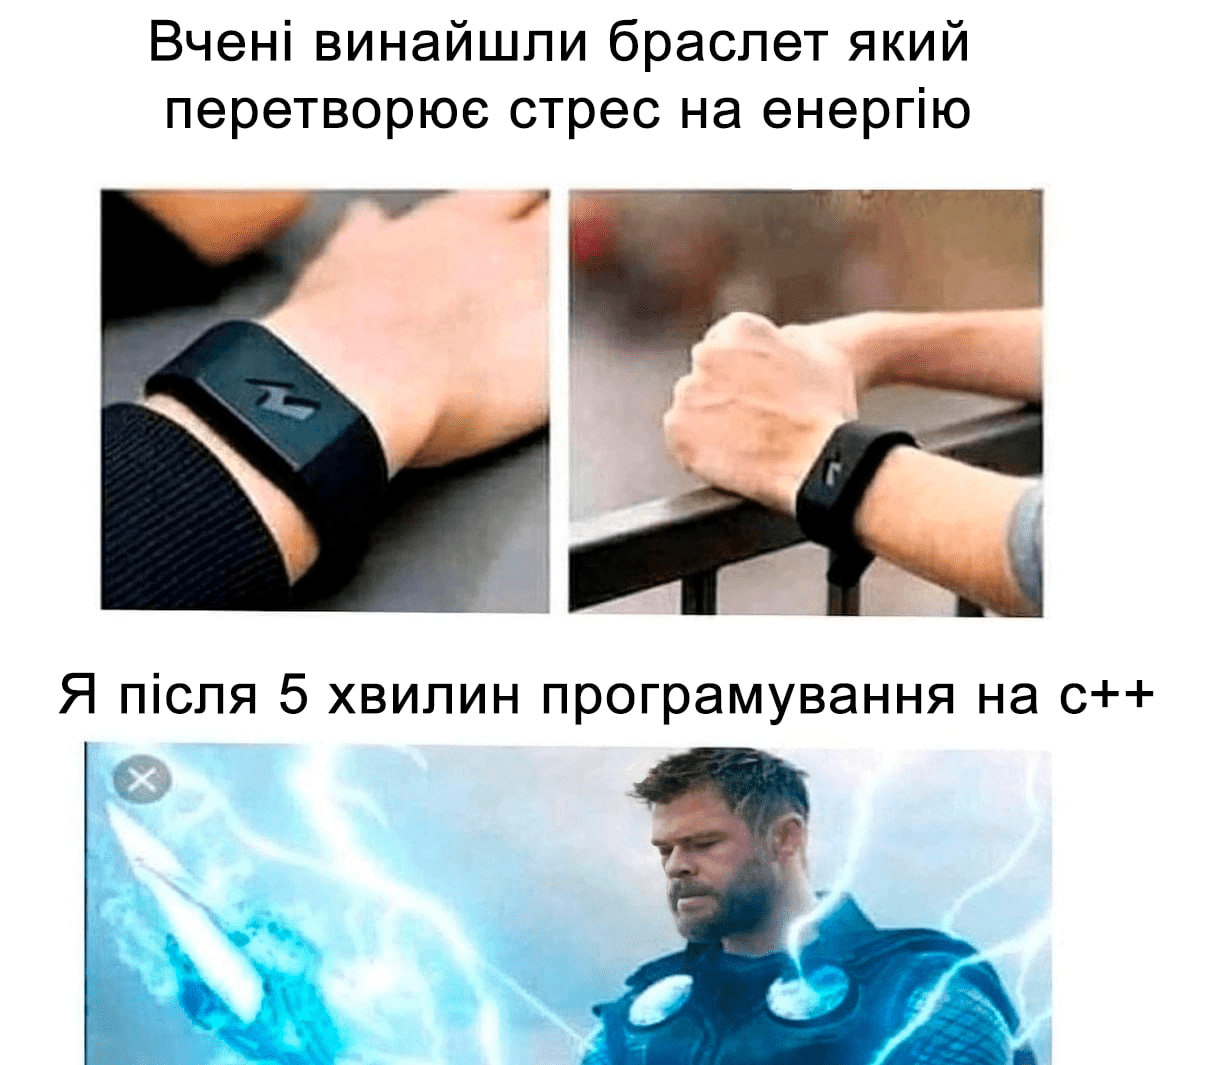 Вчені винайшли браслет який
перетворює стрес на енергію
Я після 5 хвилин програмування на с++